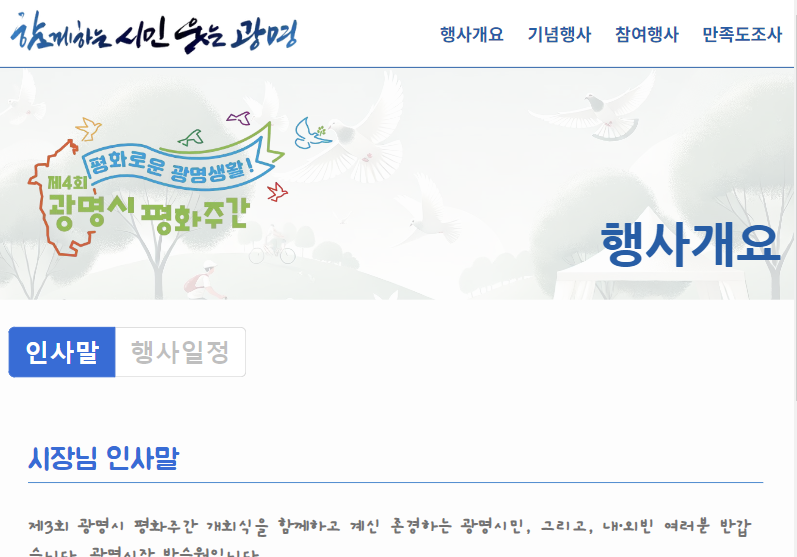 함께하는 시민 웃는 광명
행사개요 기념행사 참여행사 만족도조사
평화로운 광명생활!
제4회
광명시 평화주간
행사개요
인사말 행사일정
시장님 인사말
제3회 광명시 평화주간 개회식을 함께하고 계신 존경하는 광명시민, 그리고, 내·외빈 여러분 반갑
습니다. 광명시장 박승원입니다.